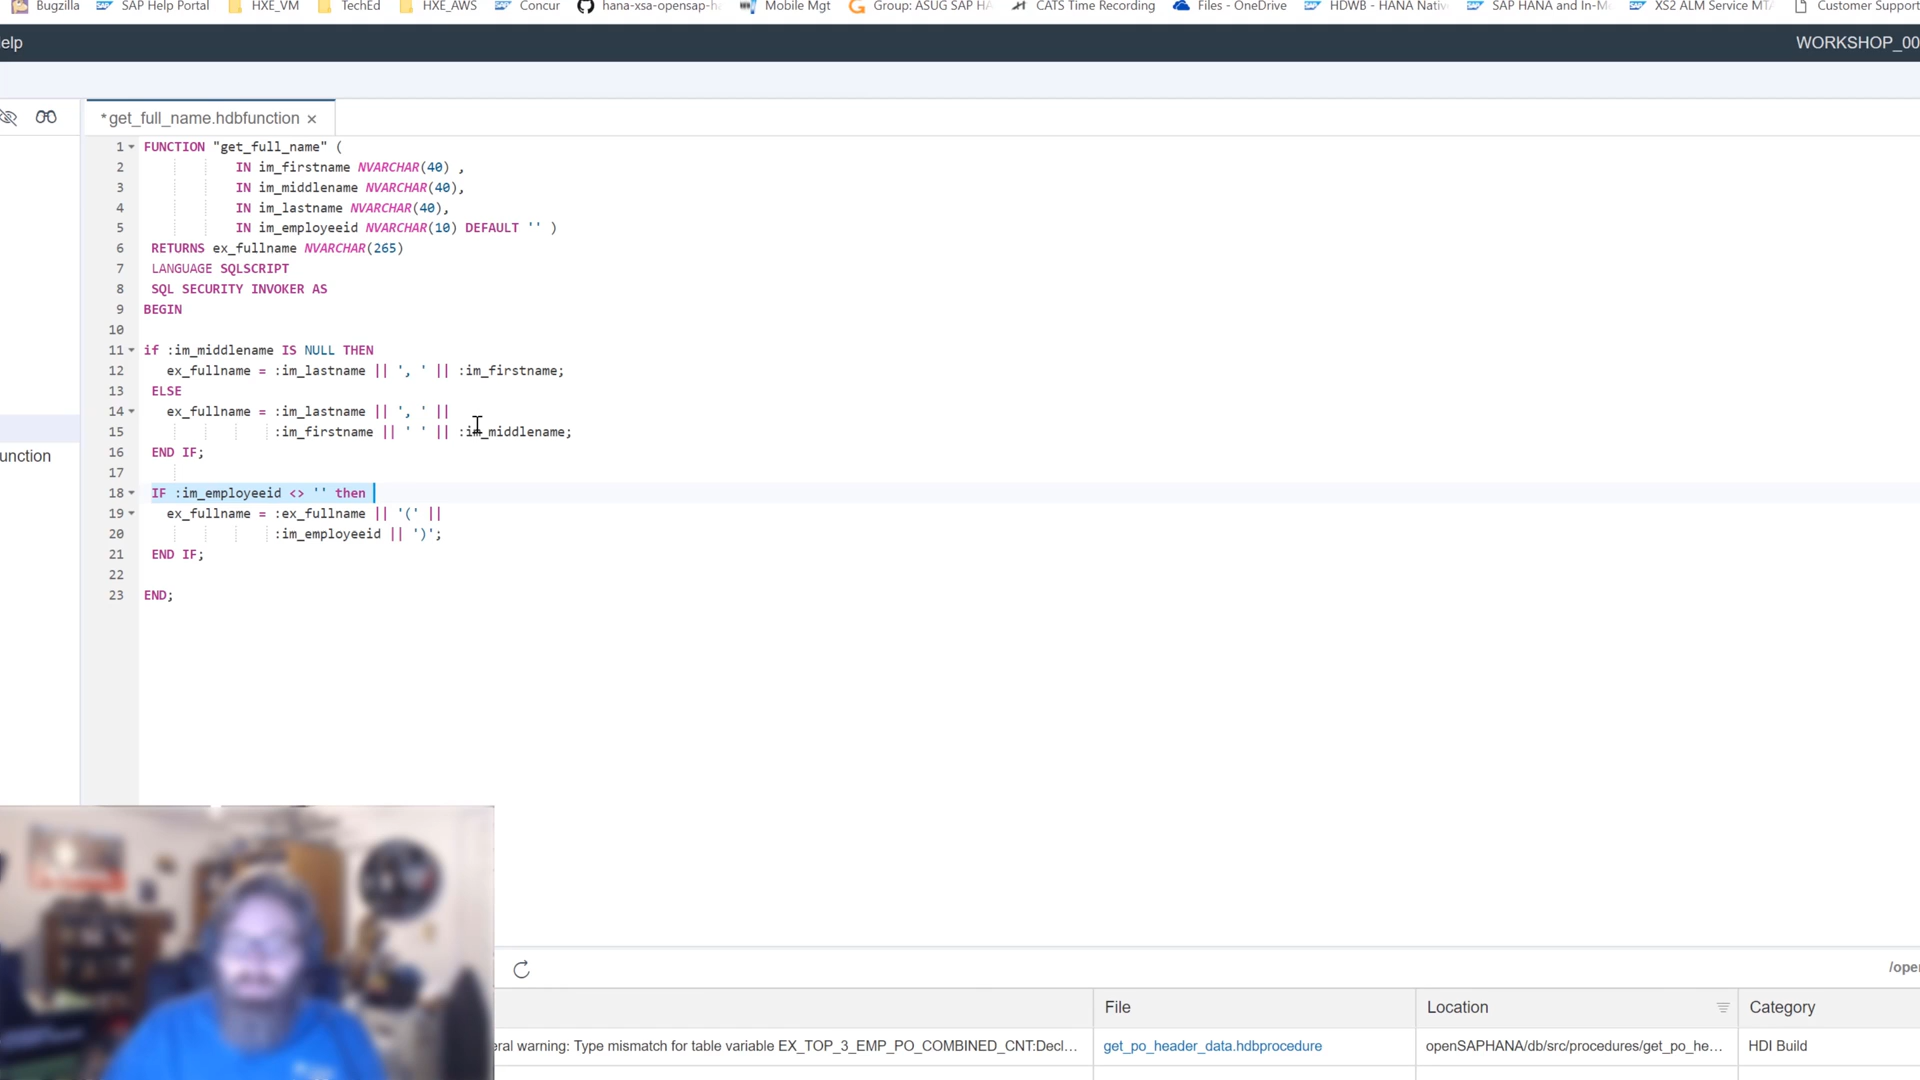 Bugzilla SAP Help Portal HXE_VM TechEd HXE_AWS Concur hana-xsa-opensap-h Mobile Mgt Group: ASUG SAP HA CATS Time Recording Files - OneDrive HDWB - HANA Nativ SAP HANA and In-M XS2 ALM Service MTA Customer Support
elp WORKSHOP_00
*get_full_name.hdbfunction ×
1 FUNCTION "get_full_name" (
2 IN im_firstname NVARCHAR(40) ,
3 IN im_middlename NVARCHAR(40),
4 IN im_lastname NVARCHAR(40),
5 IN im_employeeid NVARCHAR(10) DEFAULT '' )
6 RETURNS ex_fullname NVARCHAR(265)
7 LANGUAGE SQLSCRIPT
8 SQL SECURITY INVOKER AS
9 BEGIN
10
11 if :im_middlename IS NULL THEN
12 ex_fullname = :im_lastname || ', ' || :im_firstname;
13 ELSE
14 ex_fullname = :im_lastname || ', ' ||
15 :im_firstname || ' ' || :im_middlename;
16 END IF;
unction
17
18 IF :im_employeeid <> '' then
19 ex_fullname = :ex_fullname || '(' ||
20 :im_employeeid || ')';
21 END IF;
22
23 END;
/oper
File Location Category
eral warning: Type mismatch for table variable EX_TOP_3_EMP_PO_COMBINED_CNT:Decl... get_po_header_data.hdbprocedure openSAPHANA/db/src/procedures/get_po_he... HDI Build